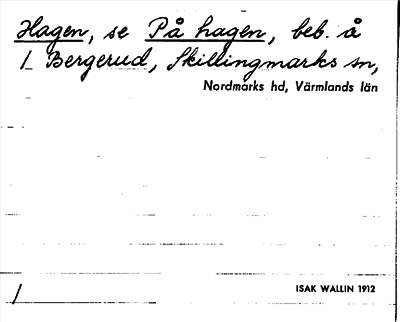 Hagen, se På hagen, beb. å
1 Bergerud, Skillingmarks sn,
Nordmarks hd, Värmlands län
ISAK WALLIN 1912
1